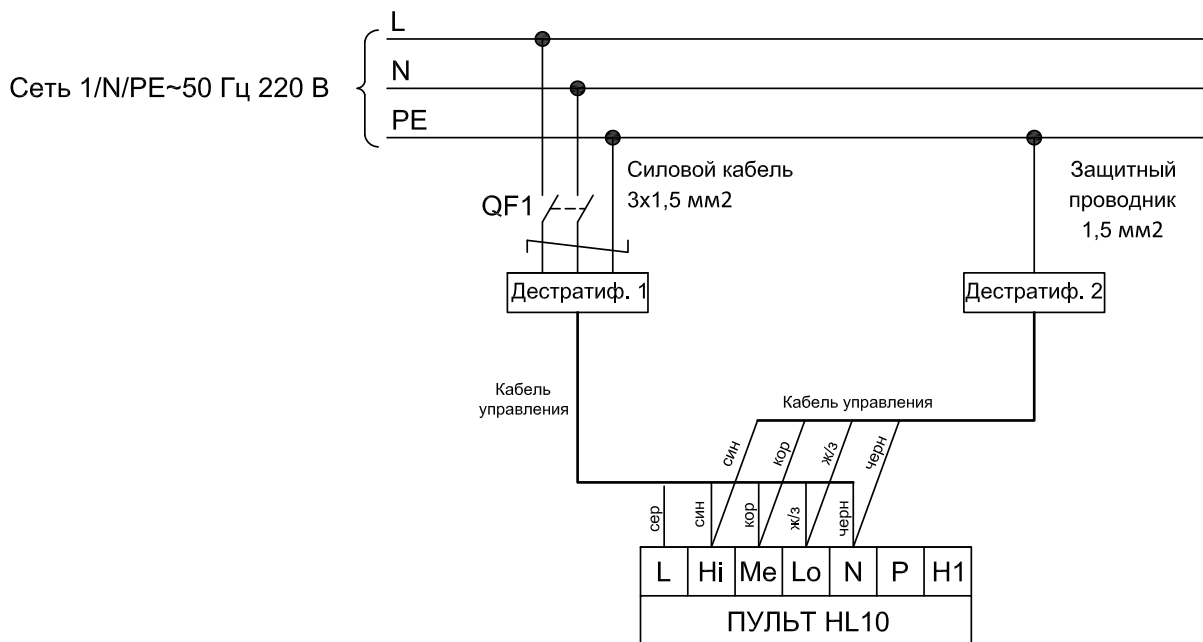 L
Сеть 1/N/PE~50 Гц 220 В
N
PE
Силовой кабель
3x1,5 мм2
Защитный
проводник
1,5 мм2
QF1
Дестратиф. 1
Дестратиф. 2
Кабель
управления
Кабель управления
син
кор
ж/з
черн
сер
син
кор
ж/з
черн
L Hi Me Lo N P H1
ПУЛЬТ HL10